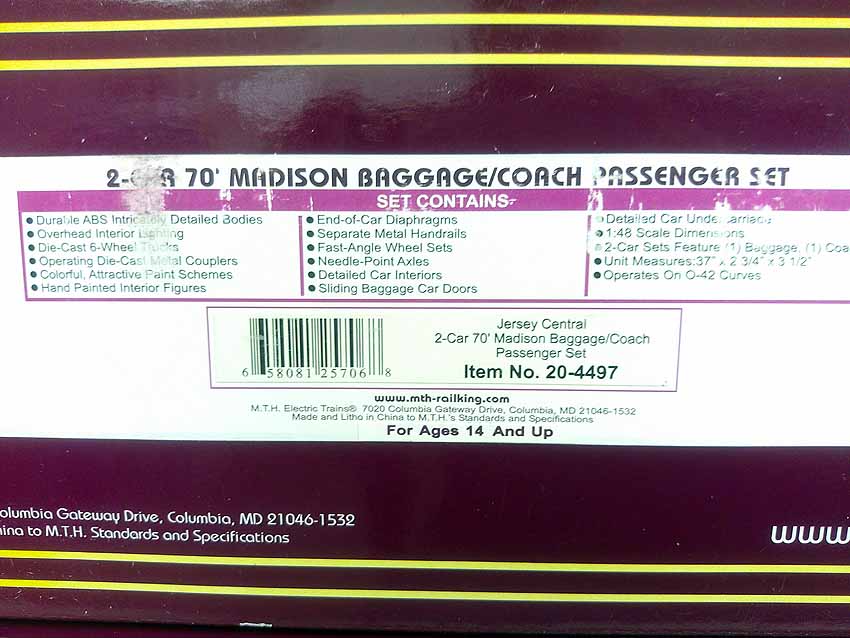 2-CAR 70' MADISON BAGGAGE/COACH PASSENGER SET
SET CONTAINS-
• Durable ABS Intricately Detailed Bodies
• Overhead Interior Lighting
• Die-Cast 6-Wheel Trucks
• Operating Die-Cast Metal Couplers
• Colorful, Attractive Paint Schemes
• Hand Painted Interior Figures
• End-of-Car Diaphragms
• Separate Metal Handrails
• Fast-Angle Wheel Sets
• Needle-Point Axles
• Detailed Car Interiors
• Sliding Baggage Car Doors
• Detailed Car Undercarriage
• 1:48 Scale Dimensions
• 2-Car Sets Feature (1) Baggage, (1) Coa
• Unit Measures:37" x 2 3/4" x 3 1/2"
• Operates On O-42 Curves
6 58081 25706 8
Jersey Central
2-Car 70' Madison Baggage/Coach
Passenger Set
Item No. 20-4497
www.mth-railking.com
M.T.H. Electric Trains® 7020 Columbia Gateway Drive, Columbia, MD 21046-1532
Made and Litho in China to M.T.H.'s Standards and Specifications
For Ages 14 And Up
olumbia Gateway Drive, Columbia, MD 21046-1532
hina to M.T.H. Standards and Specifications
www